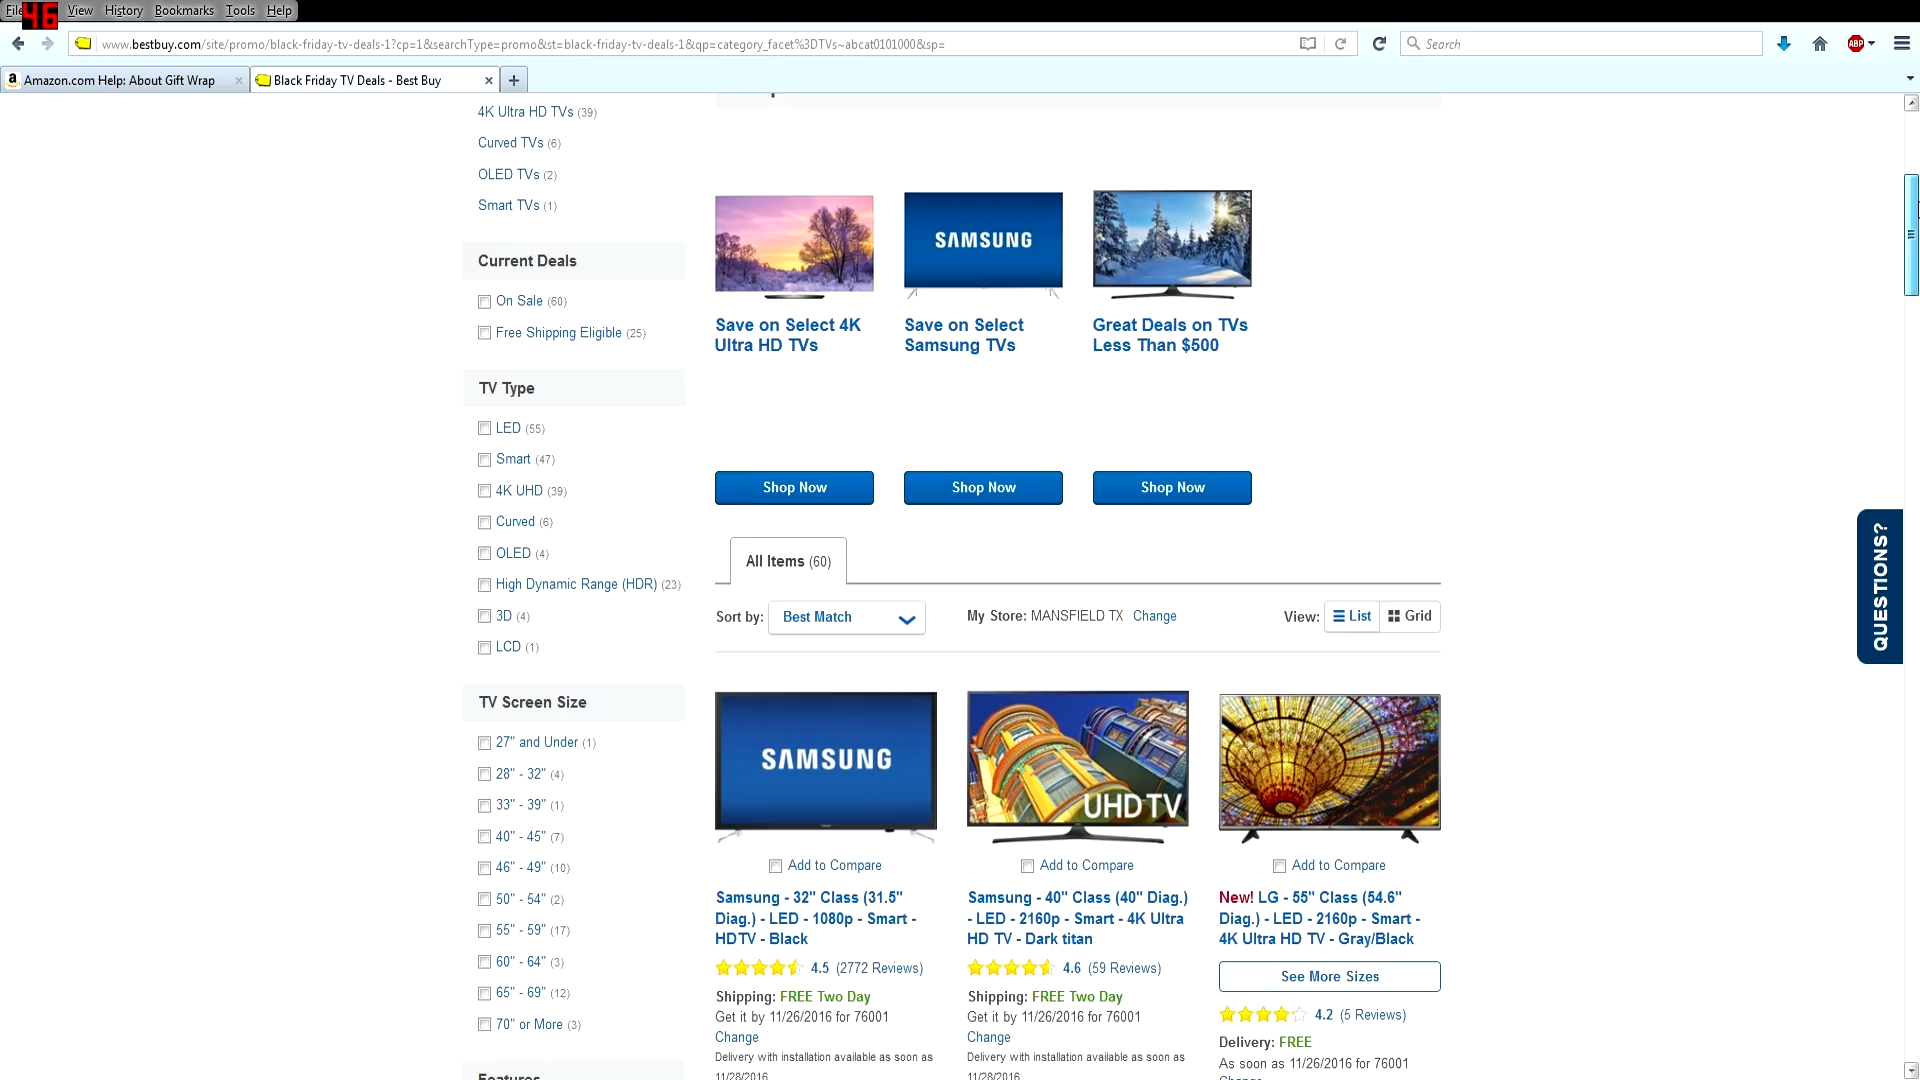 File
46
View History Bookmarks Tools Help
www.bestbuy.com/site/promo/black-friday-tv-deals-1?cp=1&searchType=promo&st=black-friday-tv-deals-1&qp=category_facet%3DTVs~abcat0101000&sp=
Search
ABP
a Amazon.com Help: About Gift Wrap
Black Friday TV Deals - Best Buy
4K Ultra HD TVs (39)
Curved TVs (6)
OLED TVs (2)
Smart TVs (1)
Current Deals
On Sale (60)
Free Shipping Eligible (25)
TV Type
LED (55)
Smart (47)
4K UHD (39)
Curved (6)
OLED (4)
High Dynamic Range (HDR) (23)
3D (4)
LCD (1)
TV Screen Size
27" and Under (1)
28" - 32" (4)
33" - 39" (1)
40" - 45" (7)
46" - 49" (10)
50" - 54" (2)
55" - 59" (17)
60" - 64" (3)
65" - 69" (12)
70" or More (3)
Features
SAMSUNG
Save on Select 4K
Ultra HD TVs
Save on Select
Samsung TVs
Great Deals on TVs
Less Than $500
Shop Now
Shop Now
Shop Now
All Items (60)
Sort by: Best Match
My Store: MANSFIELD TX Change
View: List Grid
SAMSUNG
UHD TV
Add to Compare
Samsung - 32" Class (31.5"
Diag.) - LED - 1080p - Smart -
HDTV - Black
4.5 (2772 Reviews)
Shipping: FREE Two Day
Get it by 11/26/2016 for 76001
Change
Delivery with installation available as soon as
11/28/2016
Add to Compare
Samsung - 40" Class (40" Diag.)
- LED - 2160p - Smart - 4K Ultra
HD TV - Dark titan
4.6 (59 Reviews)
Shipping: FREE Two Day
Get it by 11/26/2016 for 76001
Change
Delivery with installation available as soon as
11/28/2016
Add to Compare
New! LG - 55" Class (54.6"
Diag.) - LED - 2160p - Smart -
4K Ultra HD TV - Gray/Black
See More Sizes
4.2 (5 Reviews)
Delivery: FREE
As soon as 11/26/2016 for 76001
Change
QUESTIONS?